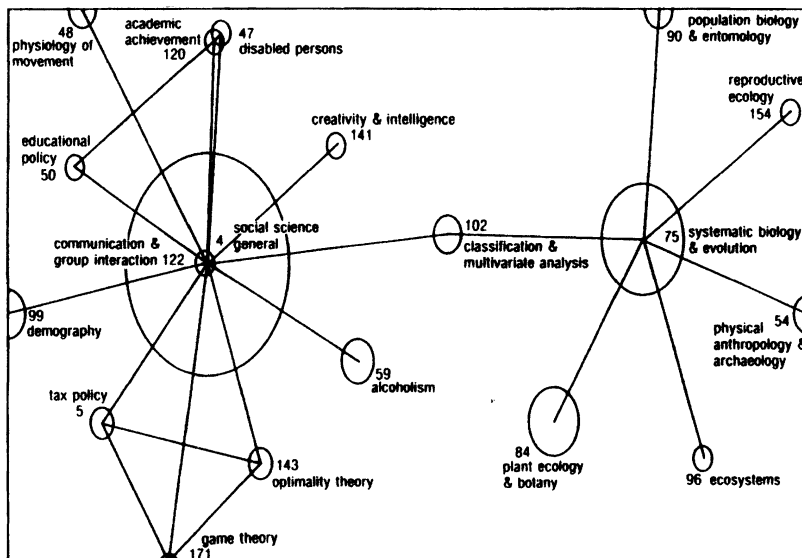 48
physiology of
movement
academic
achievement
120
47
disabled persons
population biology
90 & entomology
reproductive
ecology
154
creativity & intelligence
141
educational
policy
50
communication &
group interaction 122
4
social science
general
102
classification &
multivariate analysis
75
systematic biology
& evolution
99
demography
54
physical
anthropology &
archaeology
59
alcoholism
tax policy
5
143
optimality theory
84
plant ecology
& botany
96 ecosystems
game theory
171